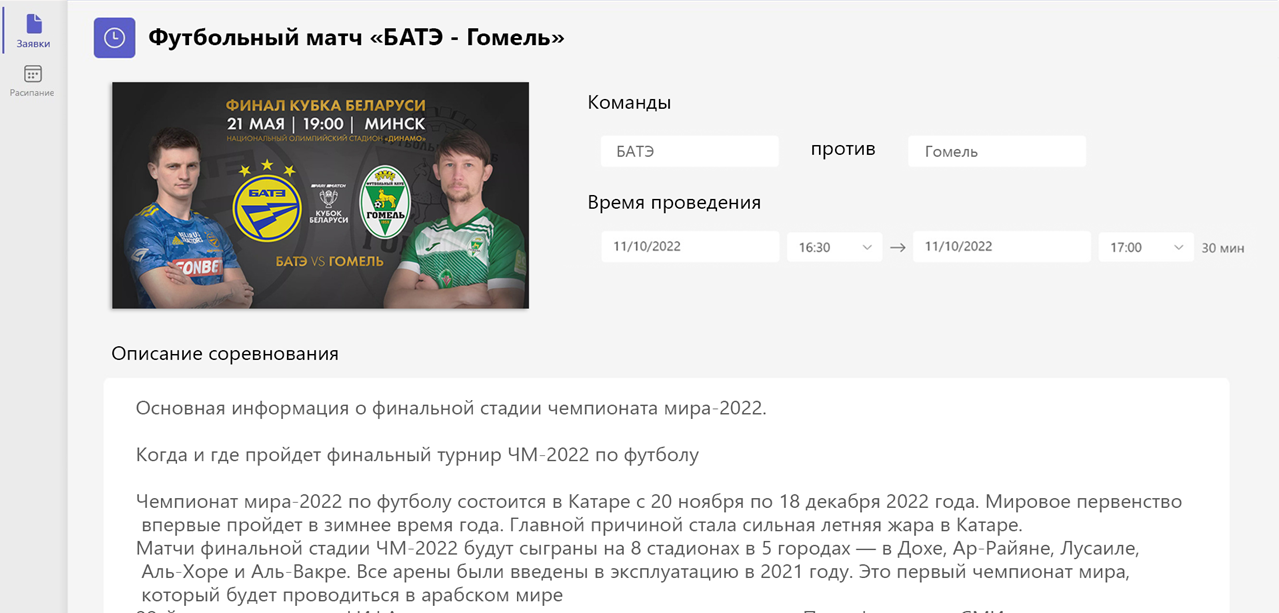 Заявки
Расипание
Футбольный матч «БАТЭ - Гомель»
ФИНАЛ КУБКА БЕЛАРУСИ
21 МАЯ | 19:00 | МИНСК
НАЦИОНАЛЬНЫЙ ОЛИМПИЙСКИЙ СТАДИОН «ДИНАМО»
БАТЭ
PARIMATCH
КУБОК
БЕЛАРУСИ
ФУТБОЛЬНЫЙ КЛУБ
ГОМЕЛЬ
FONBET
БАТЭ VS ГОМЕЛЬ
Команды
БАТЭ
против
Гомель
Время проведения
11/10/2022
16:30
→
11/10/2022
17:00
30 мин
Описание соревнования
Основная информация о финальной стадии чемпионата мира-2022.
Когда и где пройдет финальный турнир ЧМ-2022 по футболу
Чемпионат мира-2022 по футболу состоится в Катаре с 20 ноября по 18 декабря 2022 года. Мировое первенство
впервые пройдет в зимнее время года. Главной причиной стала сильная летняя жара в Катаре.
Матчи финальной стадии ЧМ-2022 будут сыграны на 8 стадионах в 5 городах — в Дохе, Ар-Райяне, Лусаиле,
Аль-Хоре и Аль-Вакре. Все арены были введены в эксплуатацию в 2021 году. Это первый чемпионат мира,
который будет проводиться в арабском мире